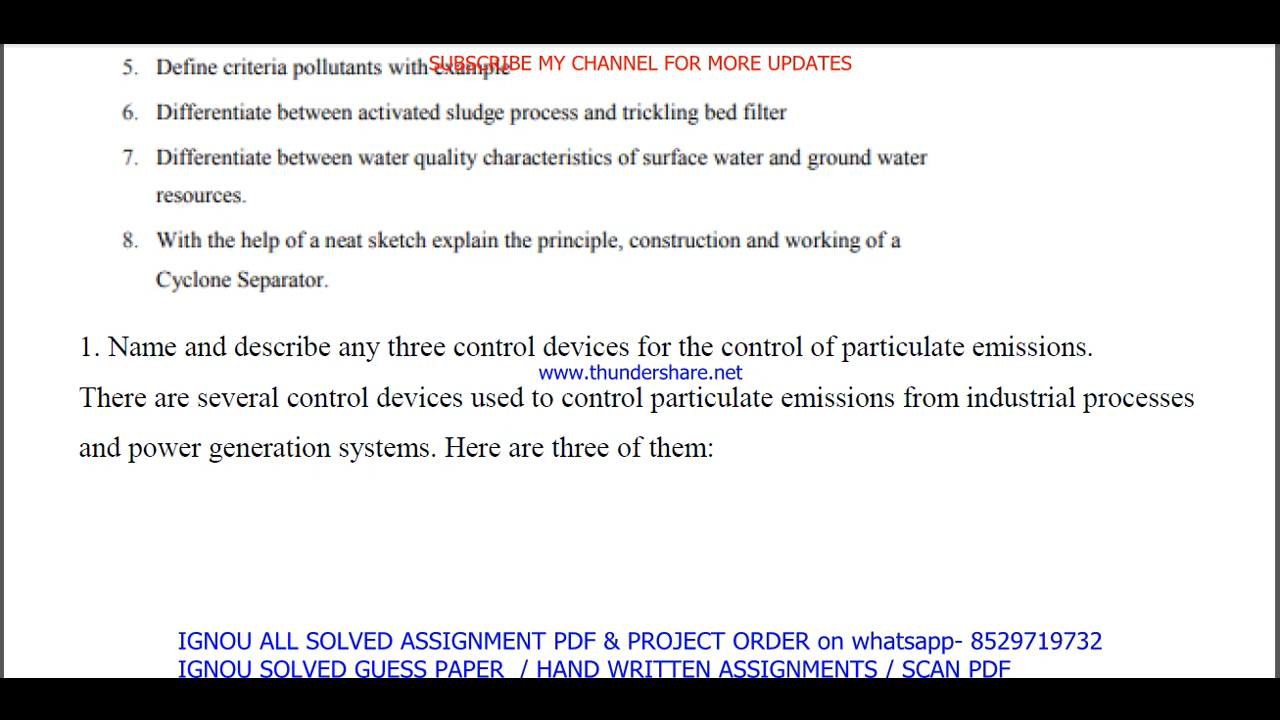 SUBSCRIBE MY CHANNEL FOR MORE UPDATES
5. Define criteria pollutants with example
6. Differentiate between activated sludge process and trickling bed filter
7. Differentiate between water quality characteristics of surface water and ground water
resources.
8. With the help of a neat sketch explain the principle, construction and working of a
Cyclone Separator.
1. Name and describe any three control devices for the control of particulate emissions.
www.thundershare.net
There are several control devices used to control particulate emissions from industrial processes
and power generation systems. Here are three of them:
IGNOU ALL SOLVED ASSIGNMENT PDF & PROJECT ORDER on whatsapp- 8529719732
IGNOU SOLVED GUESS PAPER / HAND WRITTEN ASSIGNMENTS / SCAN PDF